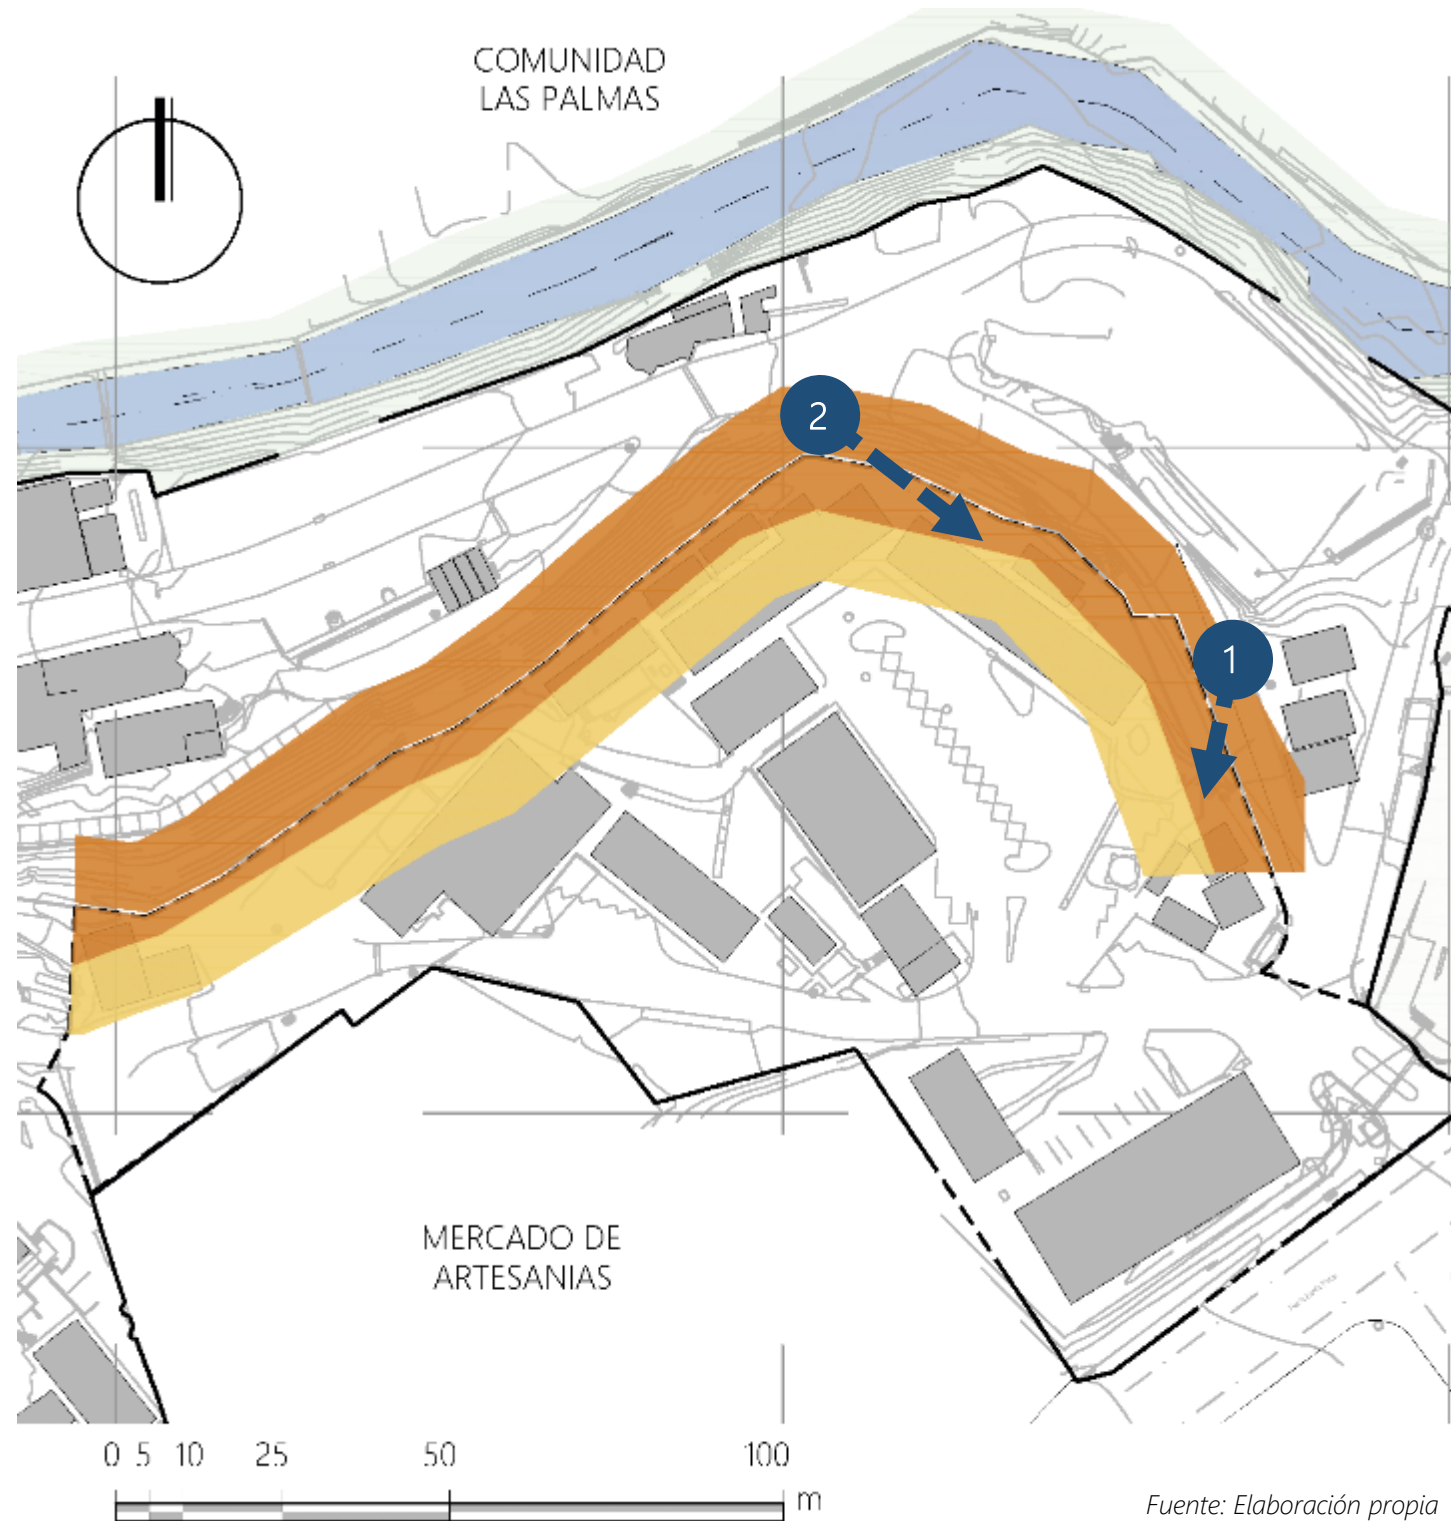 COMUNIDAD
LAS PALMAS
2
1
MERCADO DE
ARTESANIAS
0 5 10 25 50 100
m
Fuente: Elaboración propia